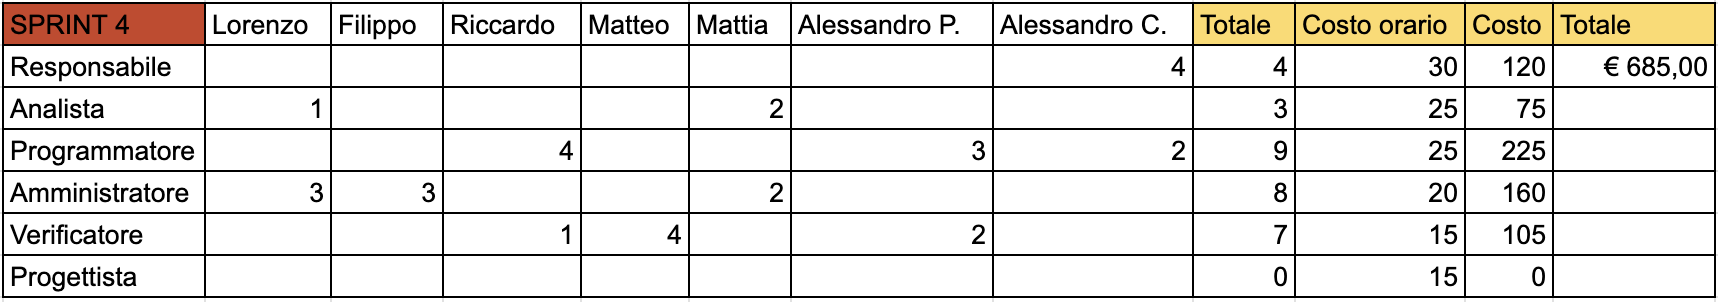 SPRINT 4 Lorenzo Filippo Riccardo Matteo Mattia Alessandro P. Alessandro C. Totale Costo orario Costo Totale
Responsabile 4 4 30 120 € 685,00
Analista 1 2 3 25 75
Programmatore 4 3 2 9 25 225
Amministratore 3 3 2 8 20 160
Verificatore 1 4 2 7 15 105
Progettista 0 15 0